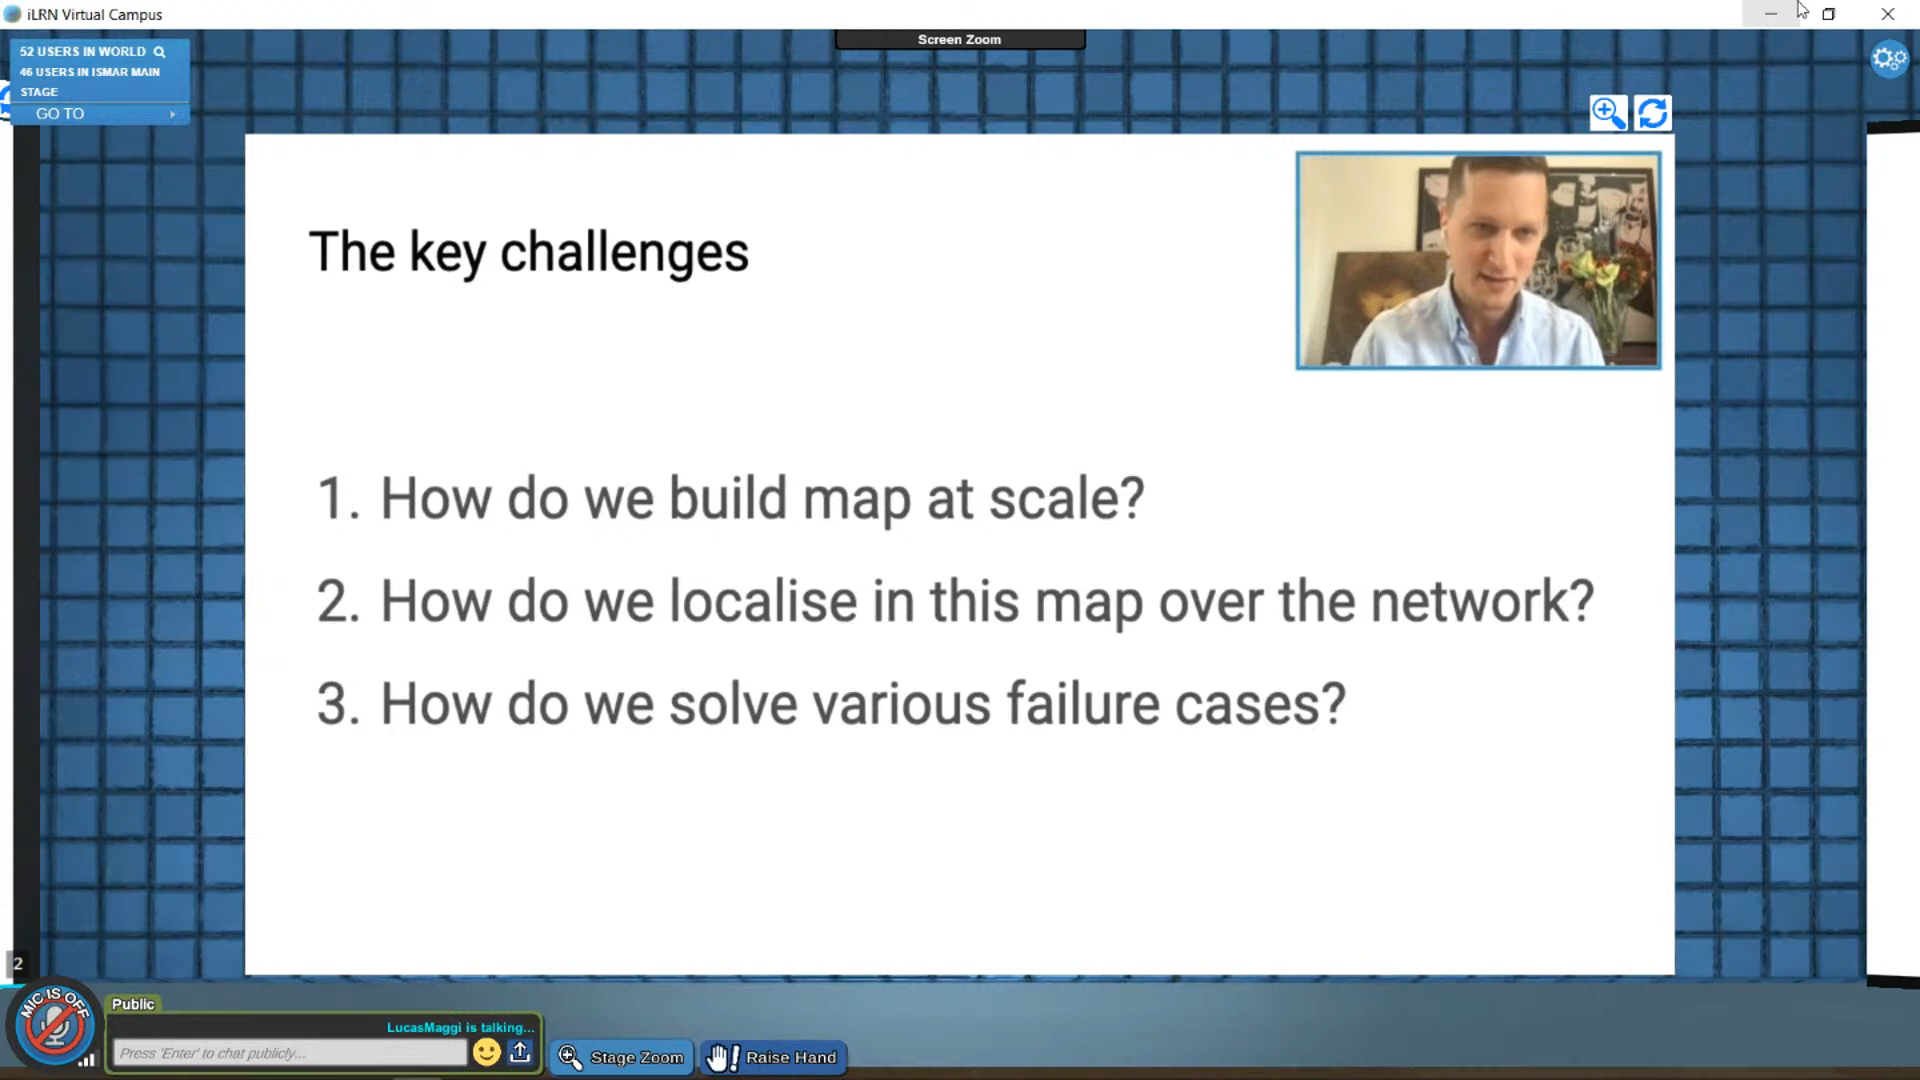 iLRN Virtual Campus
52 USERS IN WORLD
46 USERS IN ISMAR MAIN
STAGE
GO TO
Screen Zoom
The key challenges
1. How do we build map at scale?
2. How do we localise in this map over the network?
3. How do we solve various failure cases?
2
MIC IS OFF
Public
LucasMaggi is talking...
Press 'Enter' to chat publicly...
Stage Zoom
Raise Hand